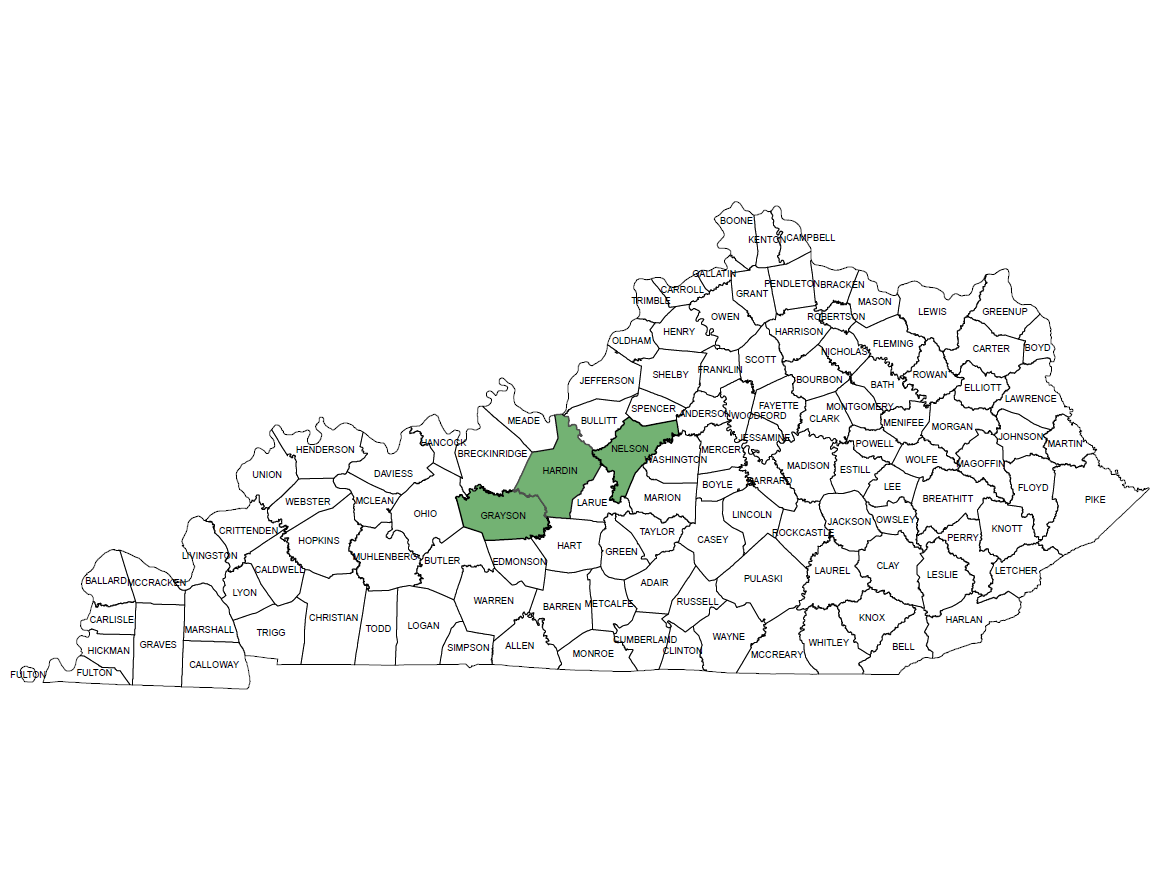 BOONE
KENTON
CAMPBELL
GALLATIN
CARROLL
GRANT
PENDLETON
BRACKEN
TRIMBLE
MASON
LEWIS
GREENUP
OWEN
ROBERTSON
HENRY
HARRISON
OLDHAM
FLEMING
NICHOLAS
CARTER
BOYD
SCOTT
SHELBY
FRANKLIN
ROWAN
JEFFERSON
BOURBON
BATH
ELLIOTT
LAWRENCE
SPENCER
ANDERSON
WOODFORD
FAYETTE
MONTGOMERY
CLARK
MENIFEE
MORGAN
MEADE
BULLITT
JESSAMINE
JOHNSON
MARTIN
HANCOCK
HENDERSON
BRECKINRIDGE
NELSON
WASHINGTON
MERCER
POWELL
WOLFE
MAGOFFIN
UNION
DAVIESS
HARDIN
MADISON
ESTILL
GARRARD
BOYLE
LEE
FLOYD
PIKE
WEBSTER
MCLEAN
LARUE
MARION
BREATHITT
OHIO
GRAYSON
LINCOLN
JACKSON
OWSLEY
KNOTT
CRITTENDEN
HOPKINS
TAYLOR
CASEY
ROCKCASTLE
PERRY
LIVINGSTON
MUHLENBERG
BUTLER
EDMONSON
HART
GREEN
CALDWELL
LAUREL
CLAY
LESLIE
LETCHER
BALLARD
MCCRACKEN
ADAIR
PULASKI
LYON
WARREN
BARREN
METCALFE
RUSSELL
CARLISLE
MARSHALL
TRIGG
CHRISTIAN
TODD
LOGAN
KNOX
HARLAN
GRAVES
SIMPSON
ALLEN
CUMBERLAND
WAYNE
WHITLEY
BELL
HICKMAN
MONROE
CLINTON
MCCREARY
CALLOWAY
FULTON
FULTON